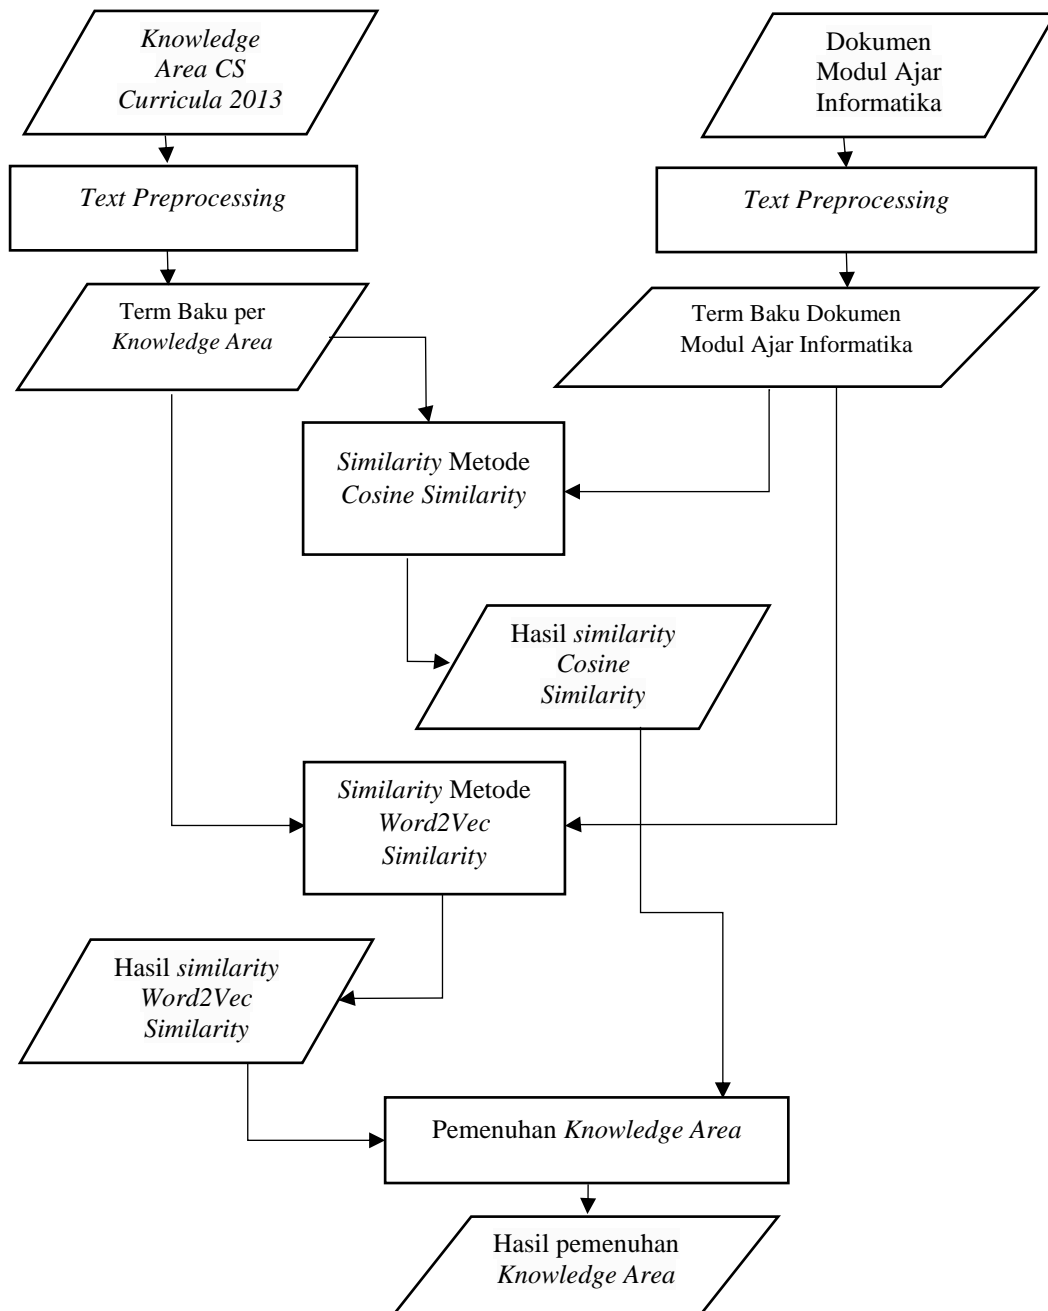 Knowledge
Area CS
Curricula 2013
Dokumen
Modul Ajar
Informatika
Text Preprocessing
Text Preprocessing
Term Baku per
Knowledge Area
Term Baku Dokumen
Modul Ajar Informatika
Similarity Metode
Cosine Similarity
Hasil similarity
Cosine
Similarity
Similarity Metode
Word2Vec
Similarity
Hasil similarity
Word2Vec
Similarity
Pemenuhan Knowledge Area
Hasil pemenuhan
Knowledge Area